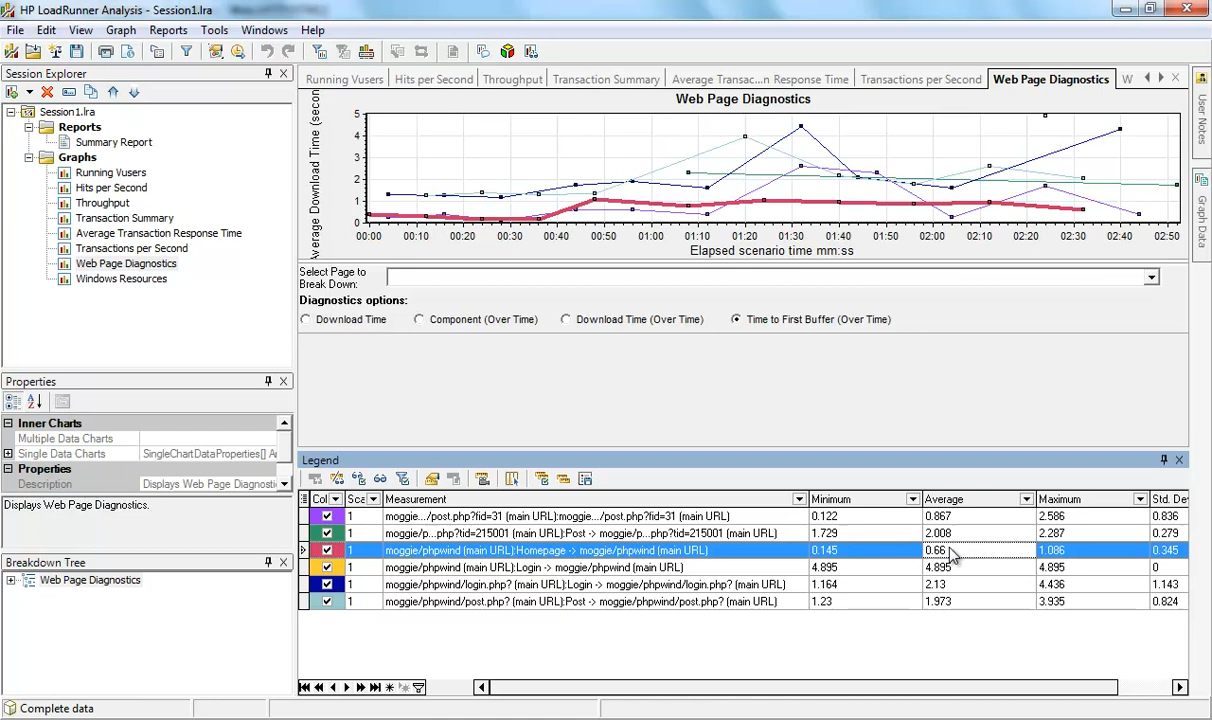 HP LoadRunner Analysis - Session1.lra
File Edit View Graph Reports Tools Windows Help
Session Explorer
Session1.lra
Reports
Summary Report
Graphs
Running Vusers
Hits per Second
Throughput
Transaction Summary
Average Transaction Response Time
Transactions per Second
Web Page Diagnostics
Windows Resources
Properties
Inner Charts
Multiple Data Charts
Single Data Charts SingleChartDataProperties[] Ar
Properties
Description Displays Web Page Diagnosti
Displays Web Page Diagnostics.
Breakdown Tree
Web Page Diagnostics
Running Vusers Hits per Second Throughput Transaction Summary Average Transac...n Response Time Transactions per Second Web Page Diagnostics W
Web Page Diagnostics
verage Download Time (secon
5
4
3
2
1
0
00:00 00:10 00:20 00:30 00:40 00:50 01:00 01:10 01:20 01:30 01:40 01:50 02:00 02:10 02:20 02:30 02:40 02:50
Elapsed scenario time mm:ss
Select Page to
Break Down:
Diagnostics options:
Download Time Component (Over Time) Download Time (Over Time) Time to First Buffer (Over Time)
Legend
Col Sca Measurement Minimum Average Maximum Std. De
1 moggie.../post.php?fid=31 (main URL):moggie.../post.php?fid=31 (main URL) 0.122 0.867 2.586 0.836
1 moggie/p...php?tid=215001 (main URL):Post -> moggie/p...php?tid=215001 (main URL) 1.729 2.008 2.287 0.279
1 moggie/phpwind (main URL):Homepage -> moggie/phpwind (main URL) 0.145 0.66 1.086 0.345
1 moggie/phpwind (main URL):Login -> moggie/phpwind (main URL) 4.895 4.895 4.895 0
1 moggie/phpwind/login.php? (main URL):Login -> moggie/phpwind/login.php? (main URL) 1.164 2.13 4.436 1.143
1 moggie/phpwind/post.php? (main URL):Post -> moggie/phpwind/post.php? (main URL) 1.23 1.973 3.935 0.824
User Notes
Graph Data
Complete data